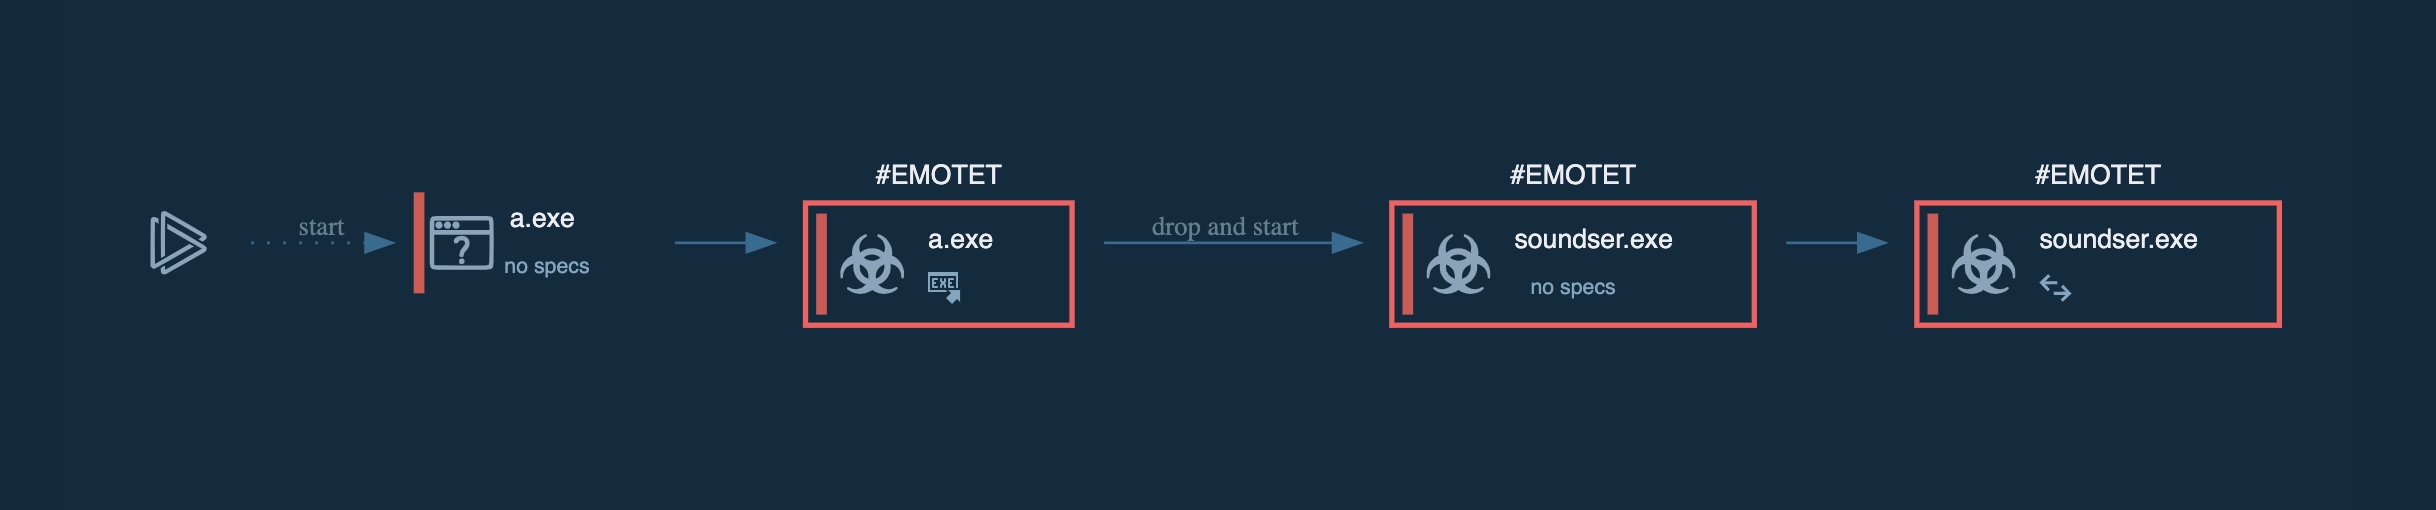 start
a.exe
no specs
#EMOTET
a.exe
EXE
drop and start
#EMOTET
soundser.exe
no specs
#EMOTET
soundser.exe